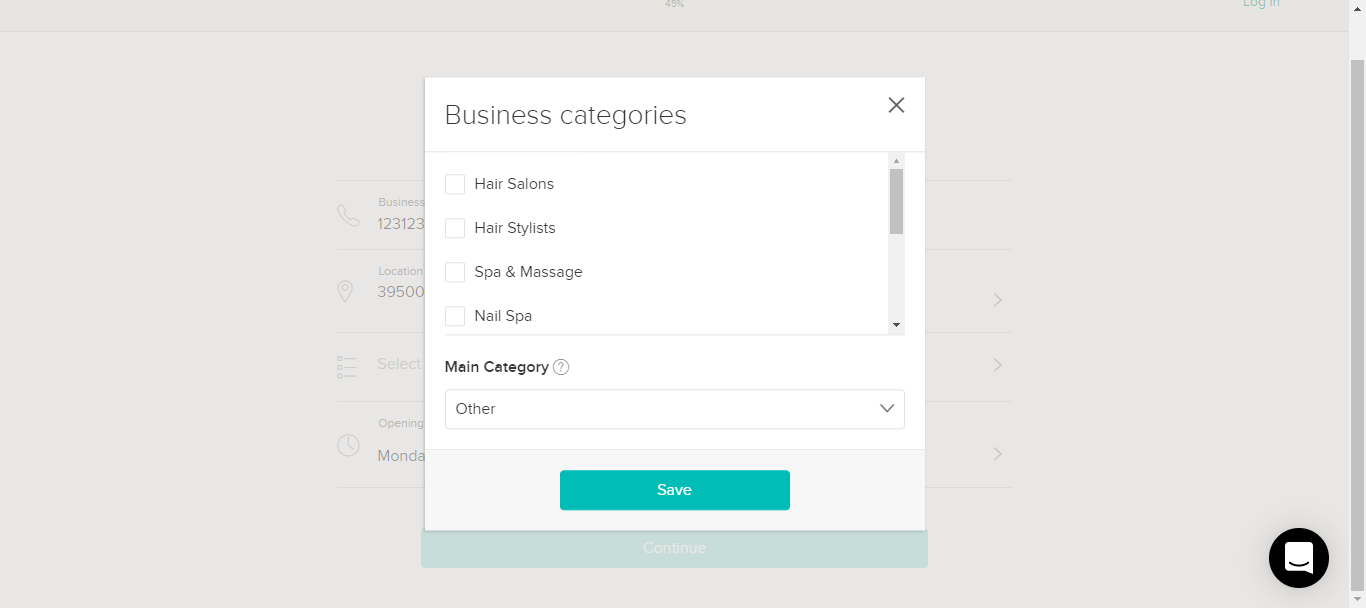 45%
Log in
Business categories
Hair Salons
Hair Stylists
Spa & Massage
Nail Spa
Main Category ?
Other
Save
Business
123123
Location
39500
Select
Opening
Monda
Continue